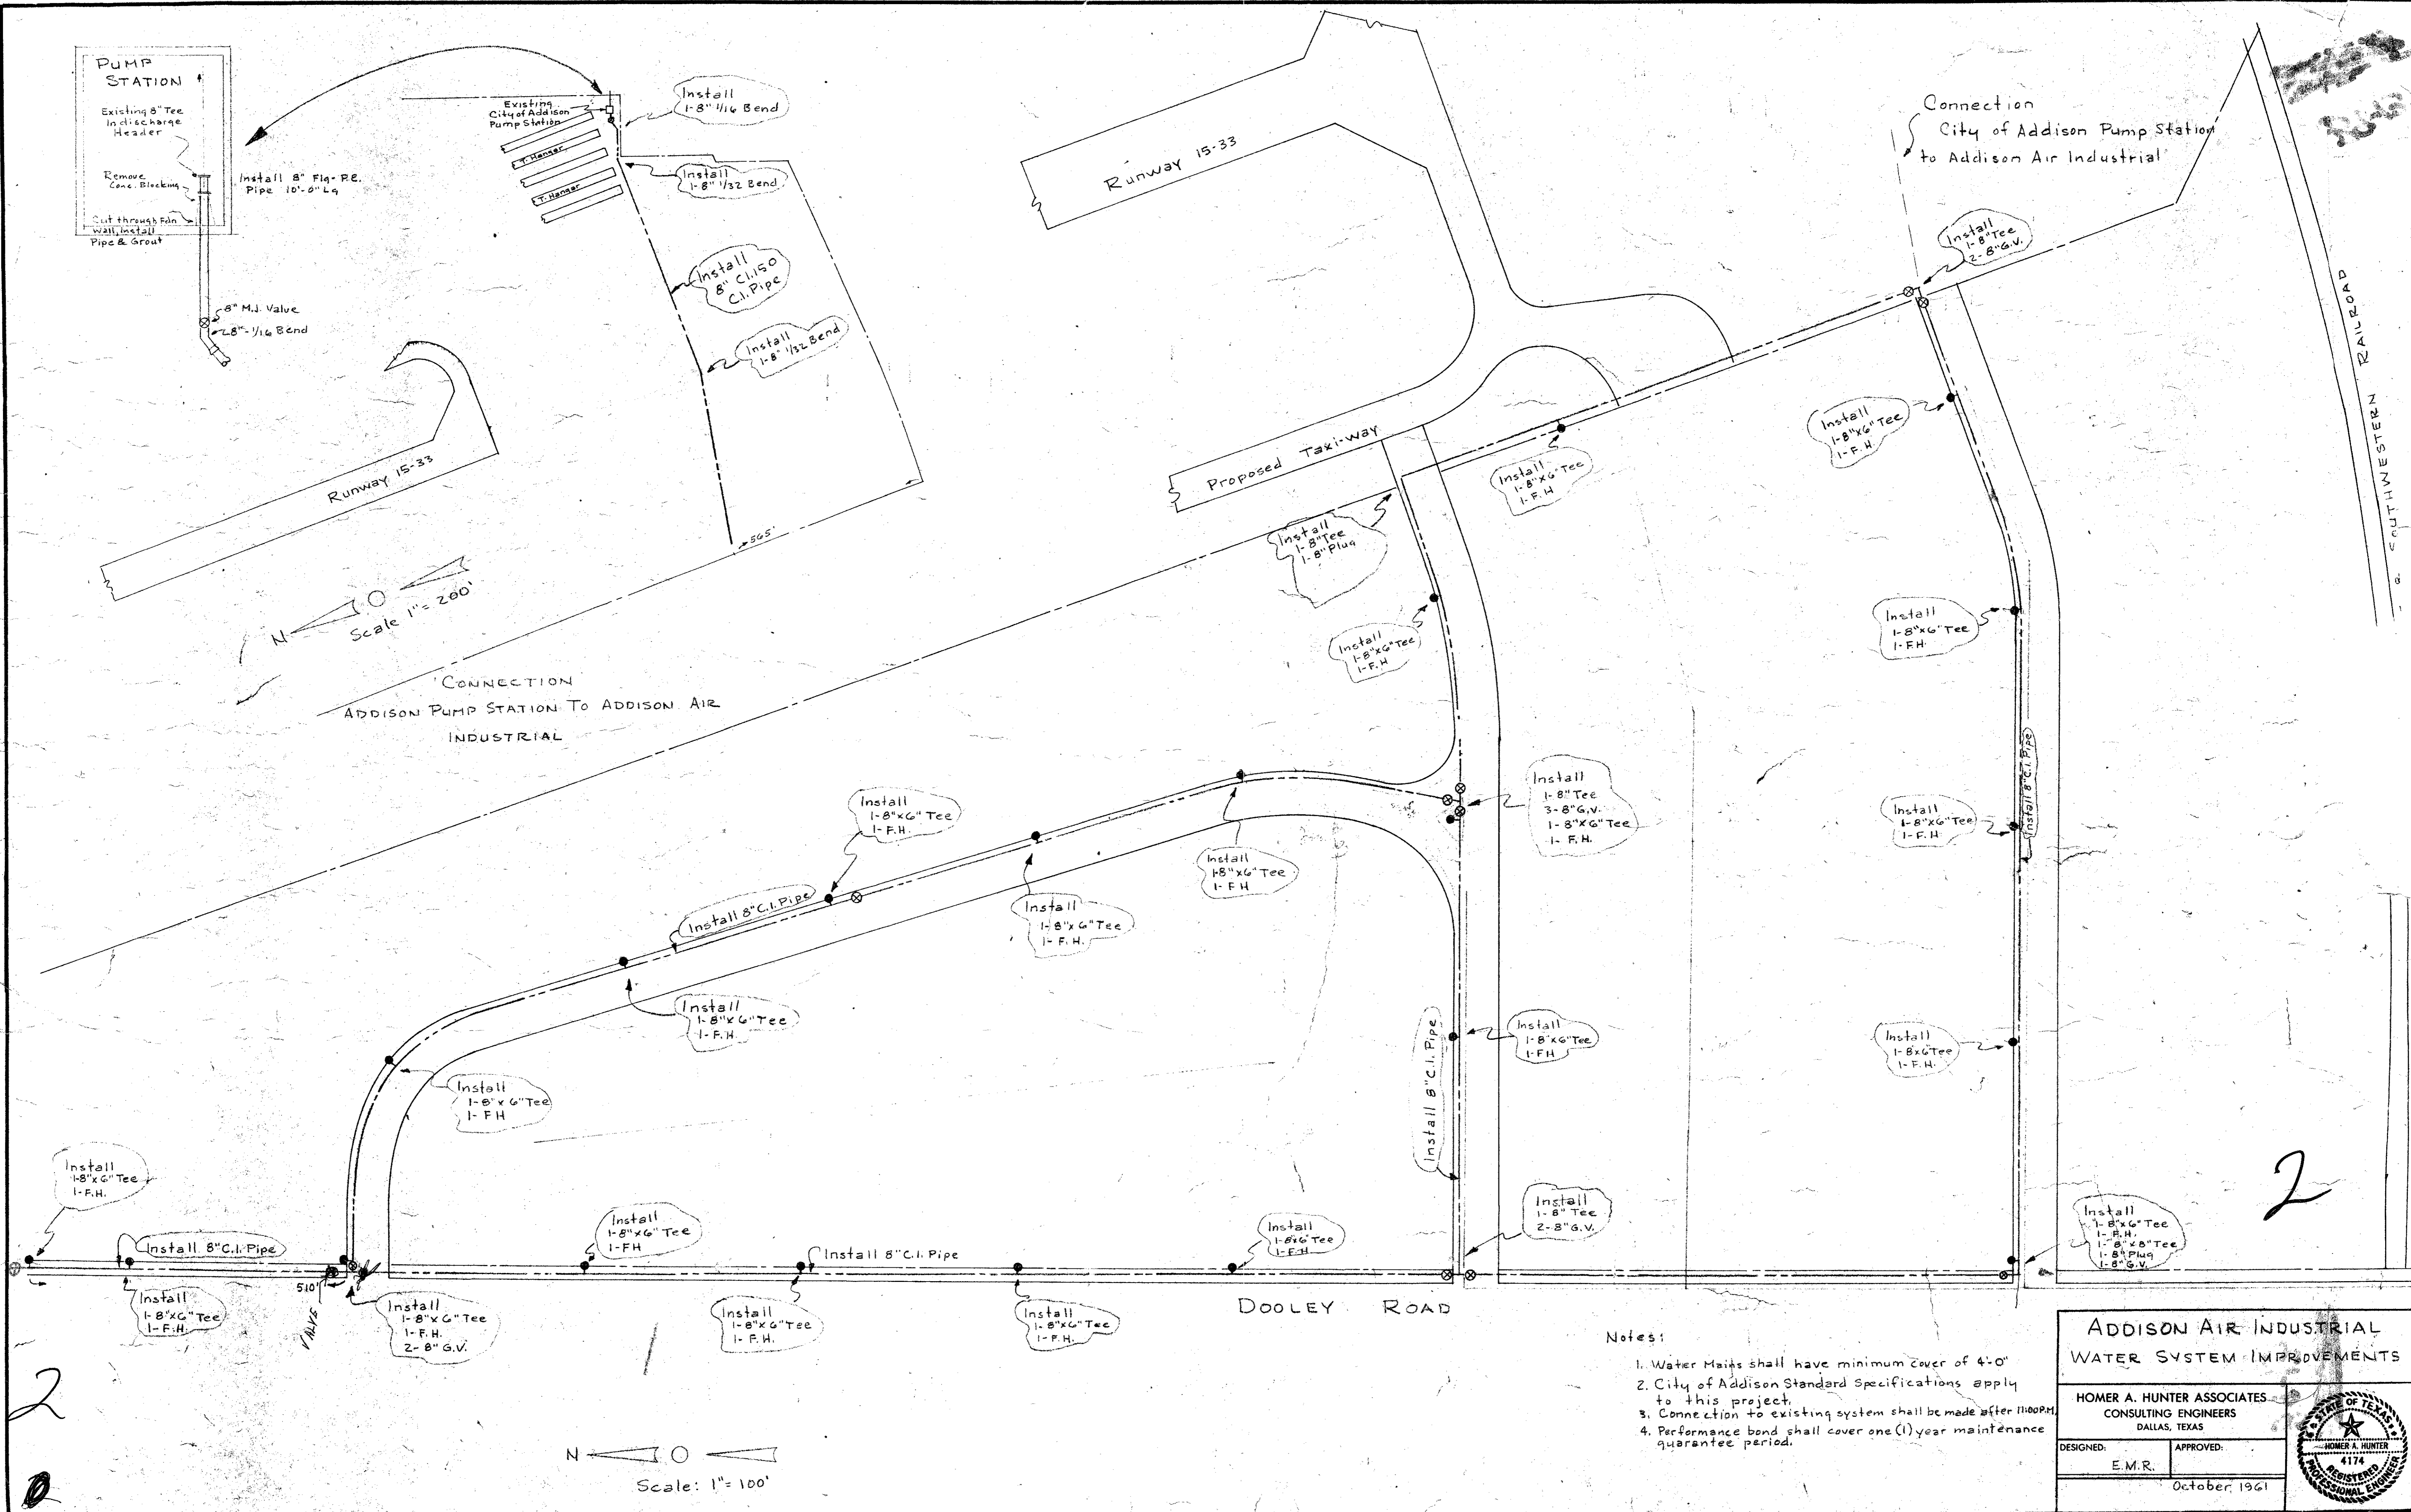 PUMP
STATION
Existing 8" Tee
In discharge
Header
Remove
Conc. Blocking
Install 8" Flg-P.E.
Pipe 10'-0" Lg
Cut through Fdn
Wall, Install
Pipe & Grout
8" M.J. Value
8"-1/16 Bend
Existing
City of Addison
Pump Station
T-Hangar
T-Hangar
Install
1-8" 1/16 Bend
Install
1-8" 1/32 Bend
Install
8" Cl.150
C.I. Pipe
Install
1-8" 1/32 Bend
565'
Runway 15-33
N
Scale 1"=200'
CONNECTION
ADDISON PUMP STATION TO ADDISON AIR
INDUSTRIAL
Runway 15-33
Connection
City of Addison Pump Station
to Addison Air Industrial
Install
1-8" Tee
2-8" G.V.
SOUTHWESTERN RAILROAD
Proposed Taxi-way
Install
1-8"x6" Tee
1-F.H
Install
1-8"x6" Tee
1-F.H.
Install
1-8" Tee
1-8" Plug
Install
1-8"x6" Tee
1-F.H
Install
1-8"x6" Tee
1-F.H.
Install
1-8"x6" Tee
1-F.H.
Install
1-8" Tee
3-8" G.V.
1-8"x6" Tee
1- F.H.
Install
1-8"x6" Tee
1-F.H
Install 8" C.I. Pipe
Install
1-8"x6" Tee
1-F H
Install 8" C.I. Pipe
Install
1-8"x6" Tee
1-F.H.
Install
1-8"x6" Tee
1-F.H.
Install 8" C.I. Pipe
Install
1-8"x6" Tee
1-FH
Install
1-8x6 Tee
1-F.H.
Install
1-8"x6" Tee
1-F H
Install
1-8"x6" Tee
1-F.H.
Install 8" C.I. Pipe
Install
1-8"x6" Tee
1-FH
Install 8" C.I. Pipe
Install
1-8x6 Tee
1-F.H.
Install
1-8" Tee
2-8" G.V.
Install
1-8"x6" Tee
1-F.H.
1-8"x8" Tee
1-8" Plug
1-8" G.V.
Install
1-8"x6" Tee
1-F.H.
510'
VALVE
Install
1-8"x6" Tee
1-F.H.
2-8" G.V.
Install
1-8"x6" Tee
1-F.H.
Install
1-8"x6" Tee
1-F.H.
DOOLEY ROAD
2
2
N
Scale: 1"=100'
Notes:
1. Water Mains shall have minimum cover of 4'-0"
2. City of Addison Standard Specifications apply
to this project.
3. Connection to existing system shall be made after 11:00P.M.
4. Performance bond shall cover one (1) year maintenance
guarantee period.
ADDISON AIR INDUSTRIAL
WATER SYSTEM IMPROVEMENTS
HOMER A. HUNTER ASSOCIATES
CONSULTING ENGINEERS
DALLAS, TEXAS
DESIGNED:
E.M.R.
APPROVED:
October, 1961
STATE OF TEXAS
HOMER A. HUNTER
4174
REGISTERED
PROFESSIONAL ENGINEER